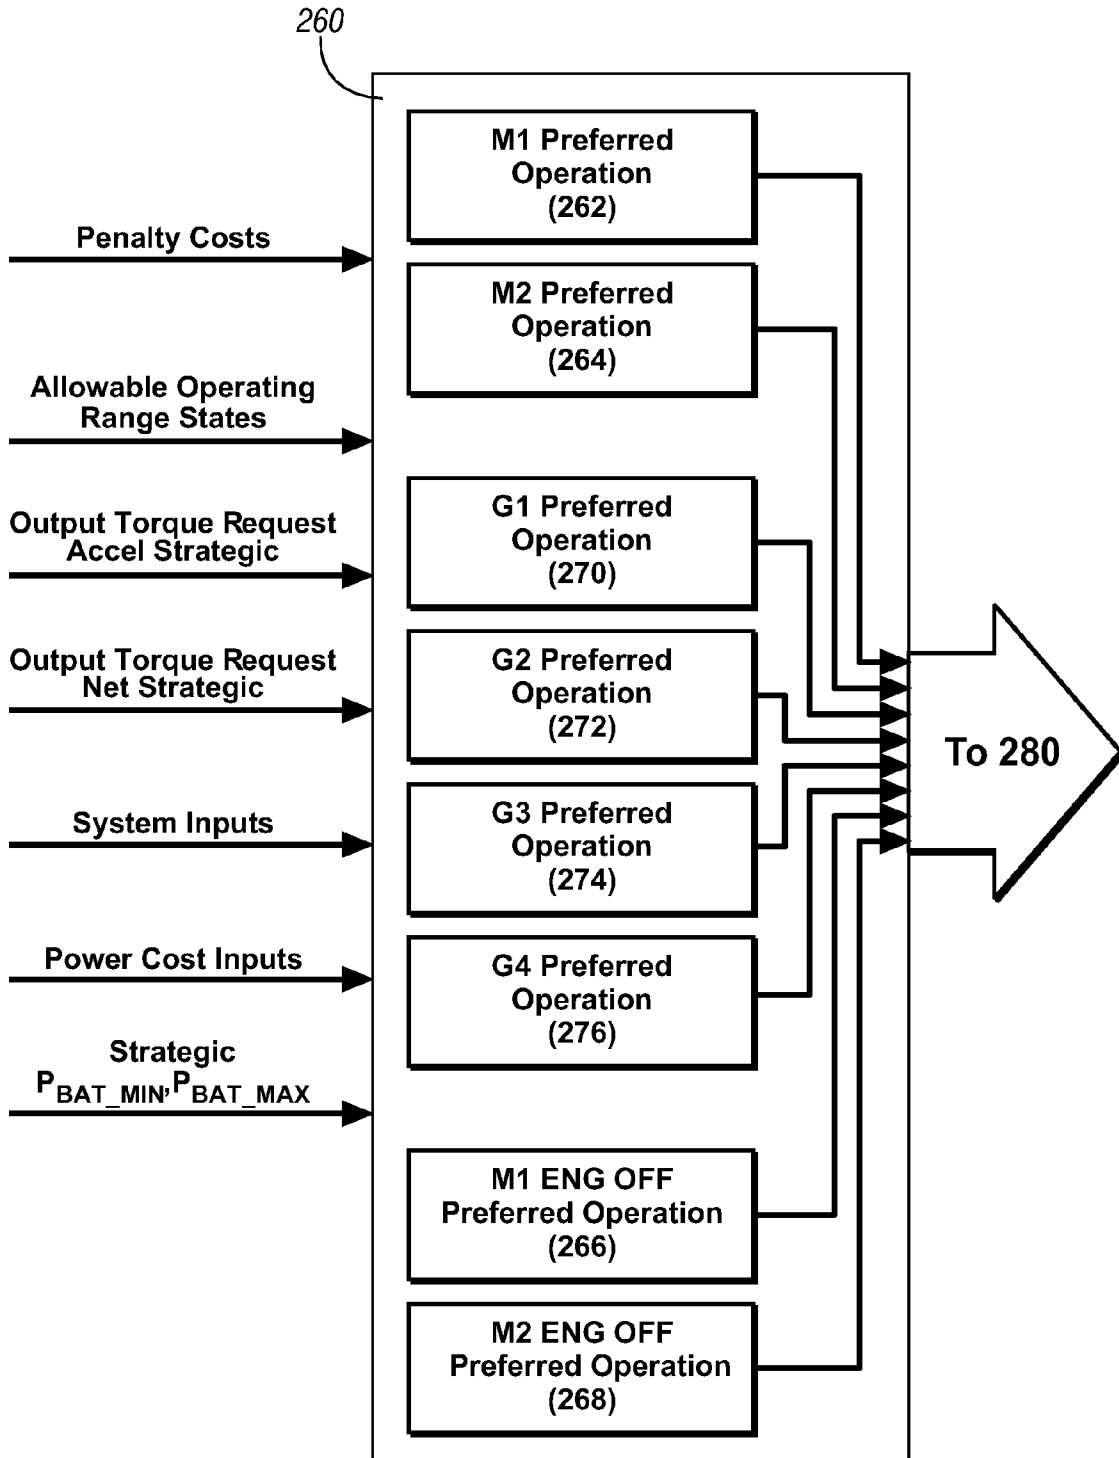 260
M1 Preferred
Operation
(262)
M2 Preferred
Operation
(264)
G1 Preferred
Operation
(270)
G2 Preferred
Operation
(272)
G3 Preferred
Operation
(274)
G4 Preferred
Operation
(276)
M1 ENG OFF
Preferred Operation
(266)
M2 ENG OFF
Preferred Operation
(268)
Penalty Costs
Allowable Operating
Range States
Output Torque Request
Accel Strategic
Output Torque Request
Net Strategic
System Inputs
Power Cost Inputs
Strategic
PBAT_MIN,PBAT_MAX
To 280